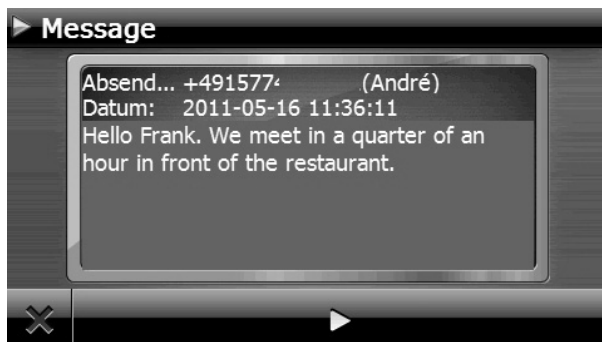 Message
Absend... +491577 (André)
Datum: 2011-05-16 11:36:11
Hello Frank. We meet in a quarter of an
hour in front of the restaurant.